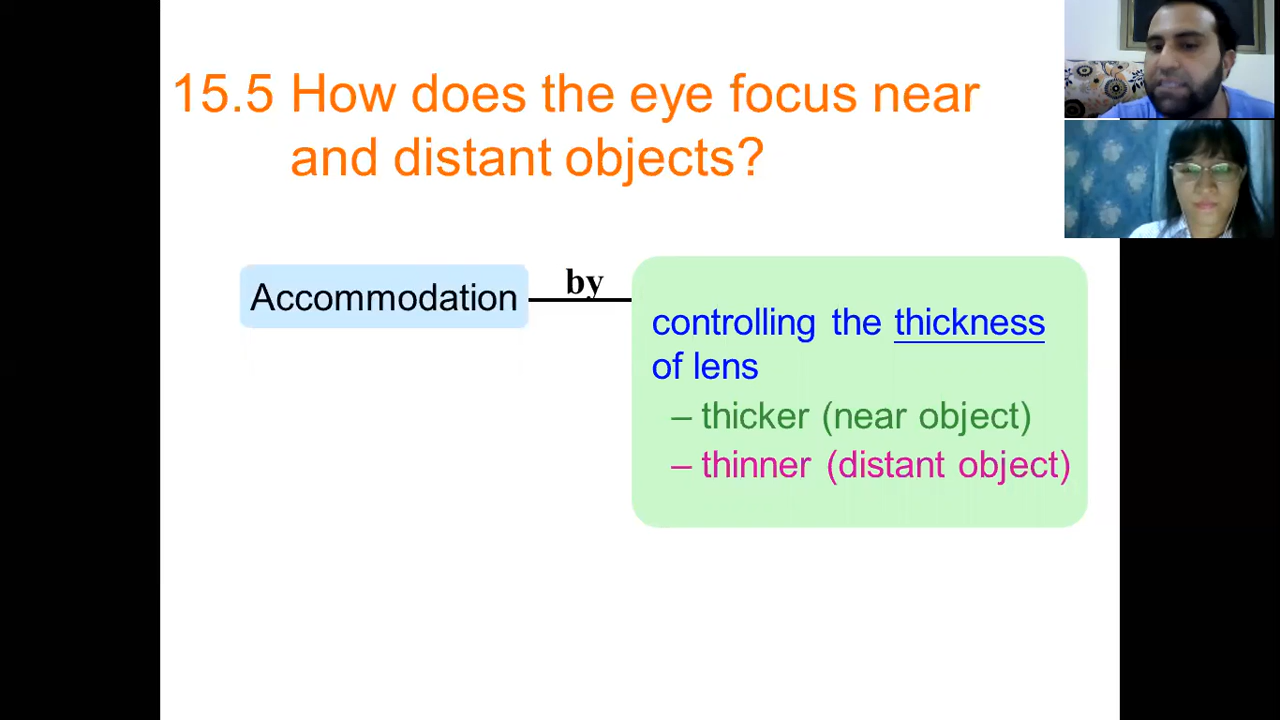 15.5 How does the eye focus near
and distant objects?
Accommodation
by
controlling the thickness
of lens
– thicker (near object)
– thinner (distant object)